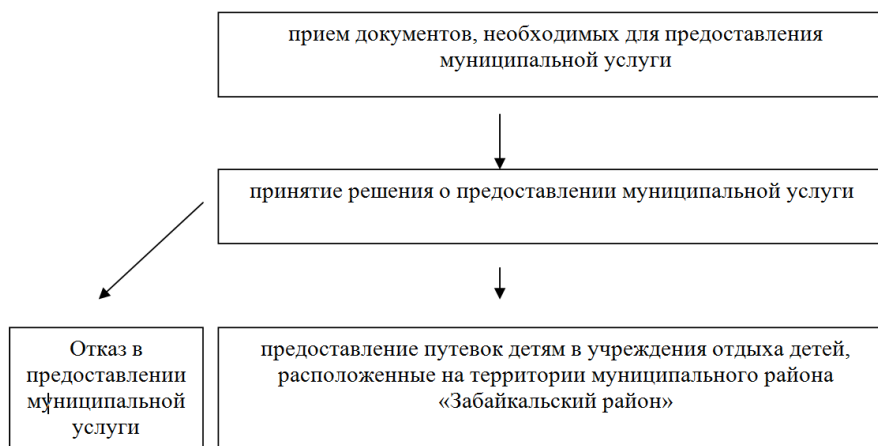 прием документов, необходимых для предоставления
муниципальной услуги
принятие решения о предоставлении муниципальной услуги
Отказ в
предоставлении
муниципальной
услуги
предоставление путевок детям в учреждения отдыха детей,
расположенные на территории муниципального района
«Забайкальский район»